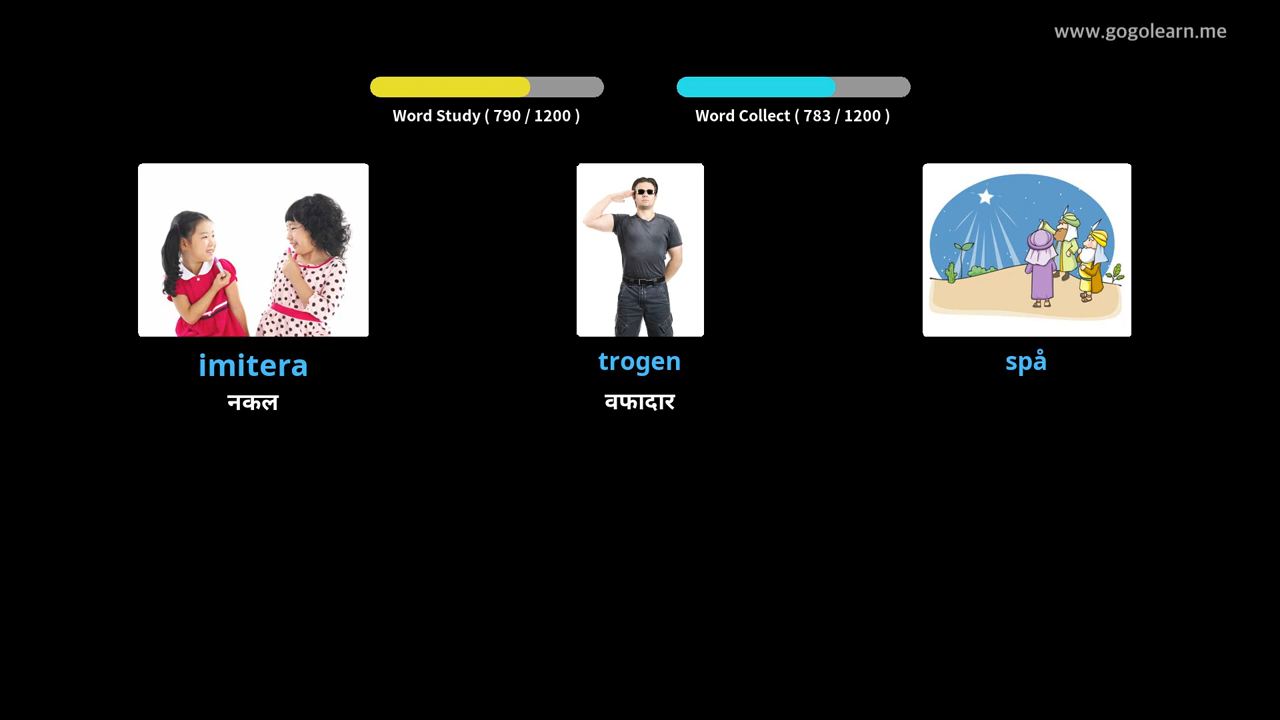 www.gogolearn.me
Word Study ( 790 / 1200 )
Word Collect ( 783 / 1200 )
imitera
trogen
spå
नकल
वफादार